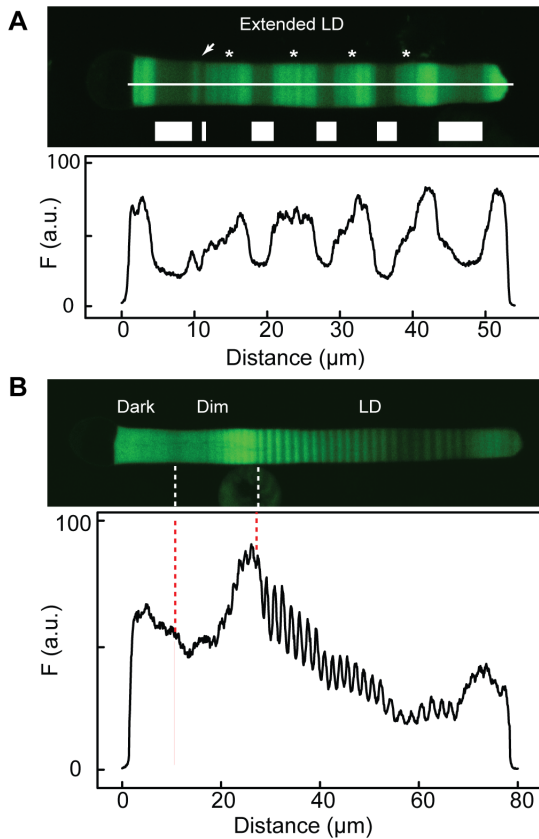 A
Extended LD
* * * *
100
F (a.u.)
0
0 10 20 30 40 50
Distance (µm)
B
Dark Dim LD
100
F (a.u.)
0
0 20 40 60 80
Distance (µm)